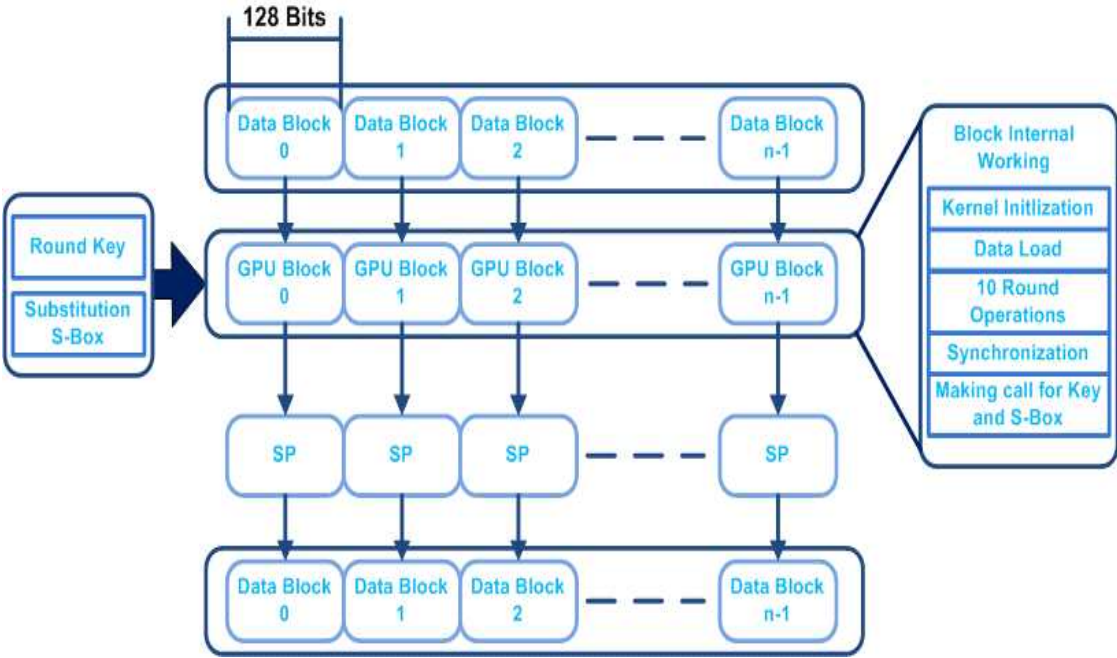 128 Bits
Data Block
0
Data Block
1
Data Block
2
Data Block
n-1
Block Internal
Working
Kernel Initlization
Data Load
10 Round
Operations
Synchronization
Making call for Key
and S-Box
Round Key
Substitution
S-Box
GPU Block
0
GPU Block
1
GPU Block
2
GPU Block
n-1
SP
SP
SP
SP
Data Block
0
Data Block
1
Data Block
2
Data Block
n-1